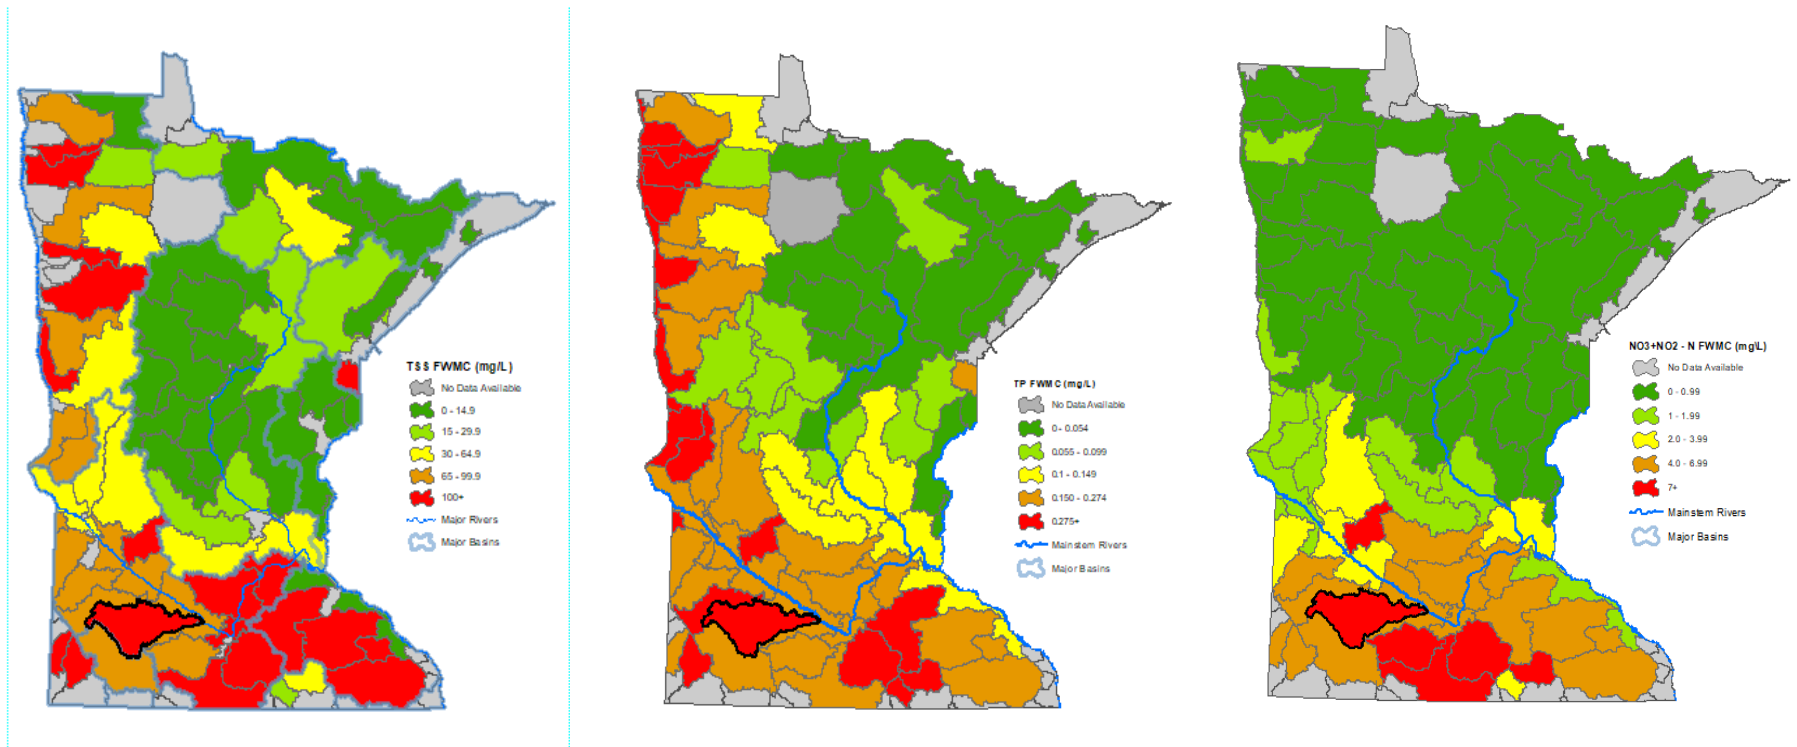 TSS FWMC (mg/L)
No Data Available
0 - 14.9
15 - 29.9
30 - 64.9
65 - 99.9
100+
Major Rivers
Major Basins
TP FWMC (mg/L)
No Data Available
0 - 0.054
0.055 - 0.099
0.1 - 0.149
0.150 - 0.274
0.275+
Mainstem Rivers
Major Basins
NO3+NO2 - N FWMC (mg\L)
No Data Available
0 - 0.99
1 - 1.99
2.0 - 3.99
4.0 - 6.99
7+
Mainstem Rivers
Major Basins